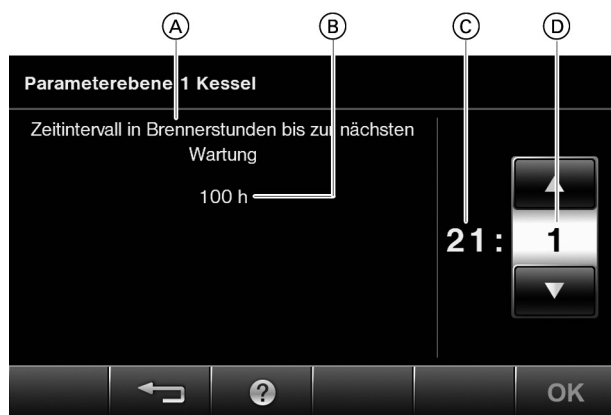 A B C D
Parameterebene 1 Kessel
Zeitintervall in Brennerstunden bis zur nächsten
Wartung
100 h
21: 1
? OK